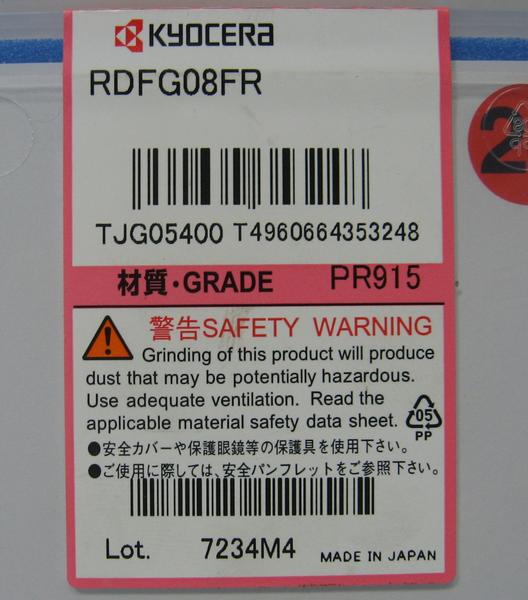 KYOCERA
RDFG08FR
TJG05400 T4960664353248
材質・GRADE PR915
警告SAFETY WARNING
Grinding of this product will produce
dust that may be potentially hazardous.
Use adequate ventilation. Read the
applicable material safety data sheet.
05
PP
●安全カバーや保護眼鏡等の保護具を使用下さい。
●ご使用に際しては、安全パンフレットをご参照下さい。
Lot. 7234M4 MADE IN JAPAN
2